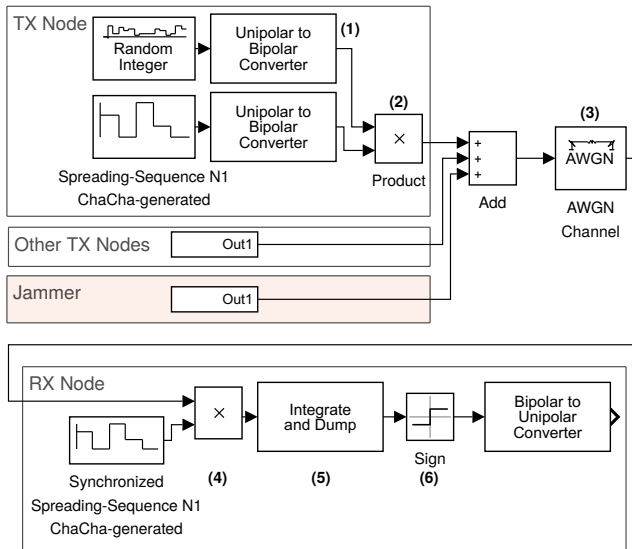 TX Node
Random
Integer
Unipolar to
Bipolar
Converter
(1)
Unipolar to
Bipolar
Converter
Spreading-Sequence N1
ChaCha-generated
(2)
×
Product
+
+
+
Add
(3)
AWGN
AWGN
Channel
Other TX Nodes
Out1
Jammer
Out1
RX Node
Synchronized
Spreading-Sequence N1
ChaCha-generated
×
(4)
Integrate
and Dump
(5)
Sign
(6)
Bipolar to
Unipolar
Converter